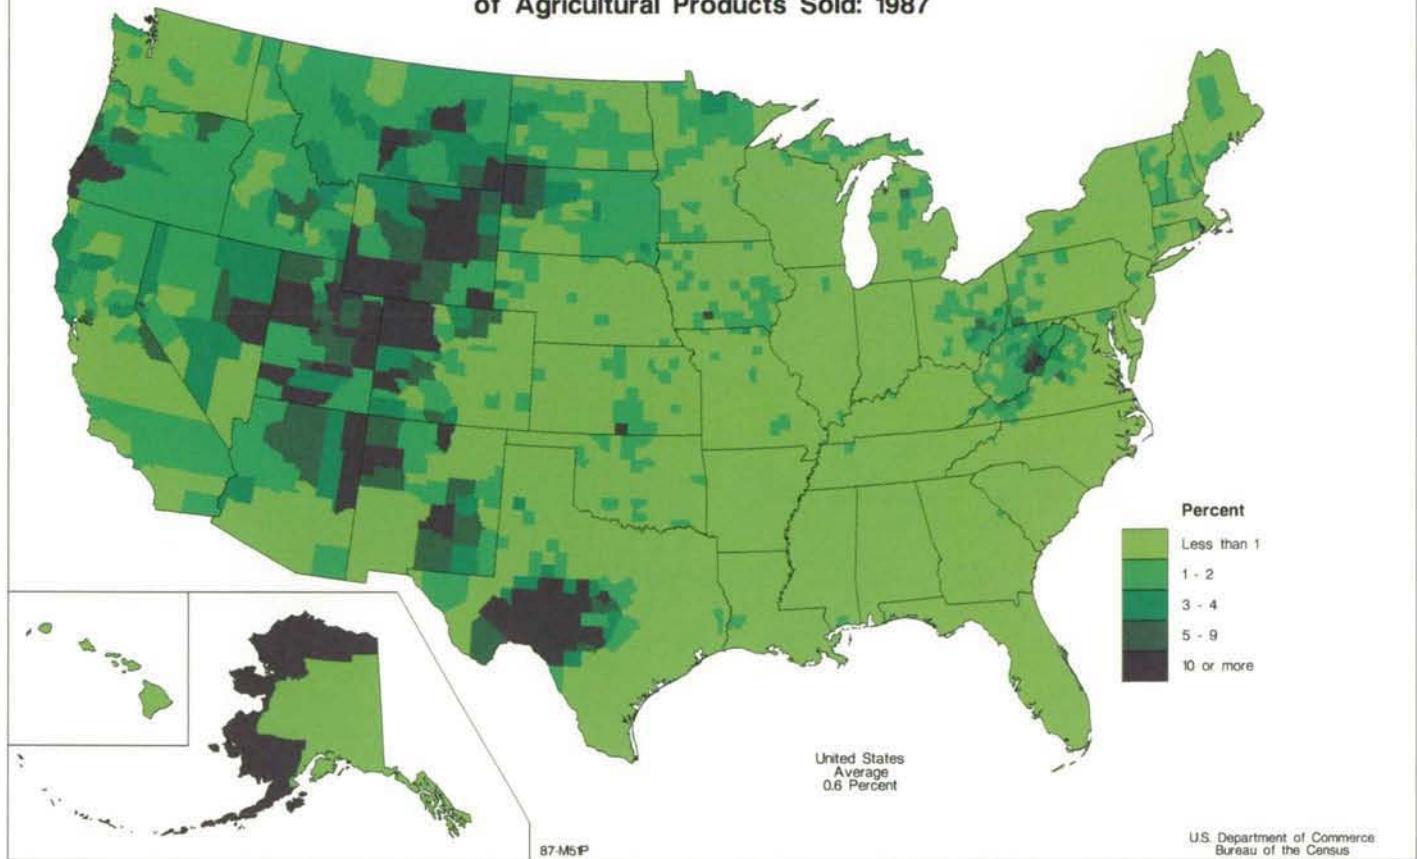 of Agricultural Products Sold: 1987
Percent
Less than 1
1 - 2
3 - 4
5 - 9
10 or more
United States
Average
0.6 Percent
87-M51P
U.S. Department of Commerce
Bureau of the Census